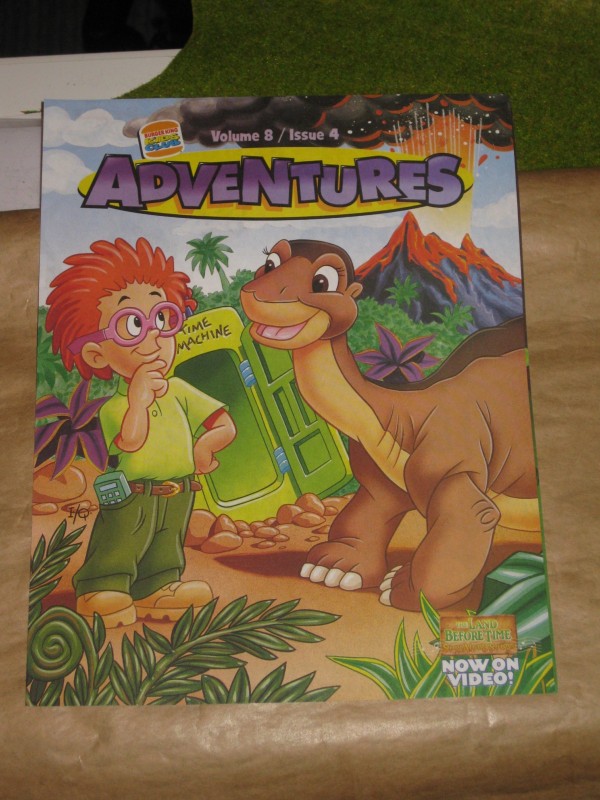 BURGER KING
KIDS
CLUB
Volume 8 / Issue 4
ADVENTURES
TIME
MACHINE
I/Q
THE LAND
BEFORE TIME
NOW ON
VIDEO!